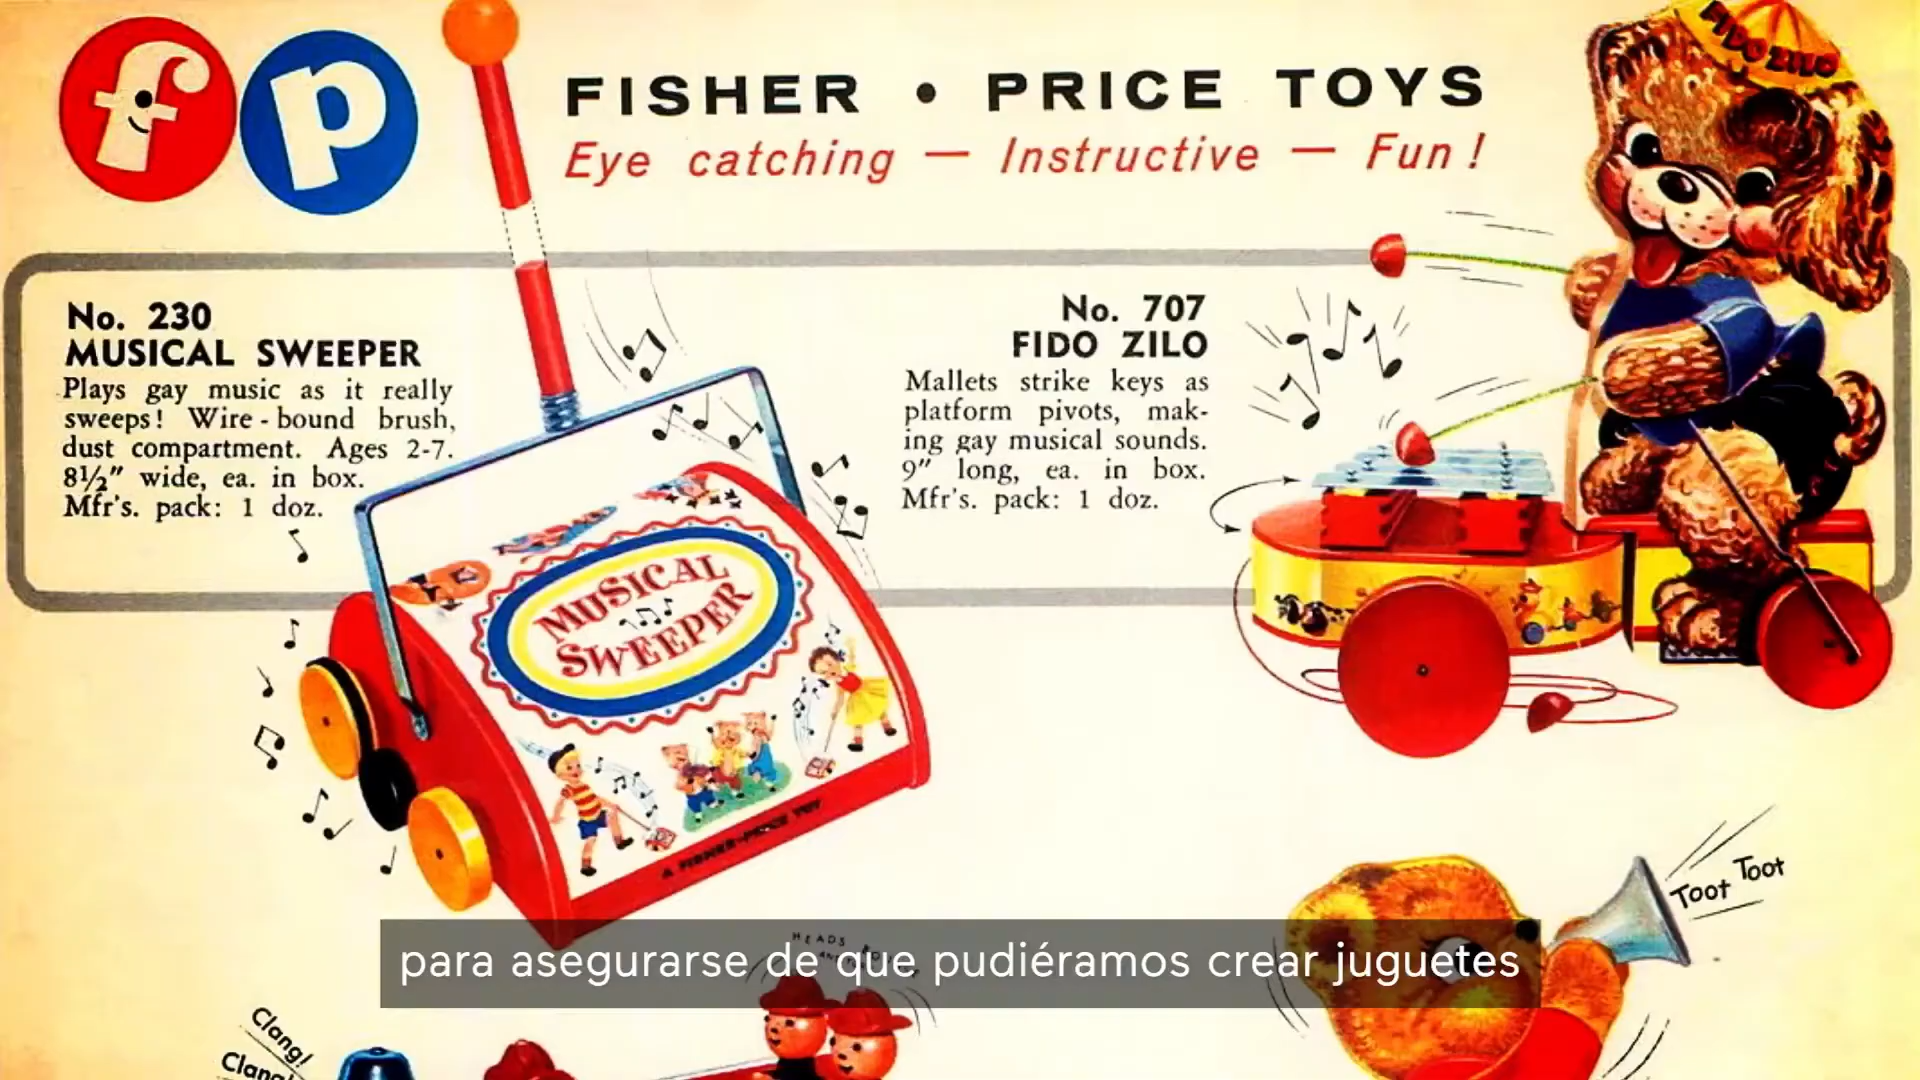 f p
FISHER • PRICE TOYS
Eye catching — Instructive — Fun!
FIDO ZILO
No. 230
MUSICAL SWEEPER
Plays gay music as it really
sweeps! Wire-bound brush,
dust compartment. Ages 2-7.
8½" wide, ea. in box.
Mfr's. pack: 1 doz.
No. 707
FIDO ZILO
Mallets strike keys as
platform pivots, mak-
ing gay musical sounds.
9" long, ea. in box.
Mfr's. pack: 1 doz.
MUSICAL
SWEEPER
A FISHER-PRICE TOY
Toot Toot
HEADS
para asegurarse de que pudiéramos crear juguetes
Clang!
Clang!